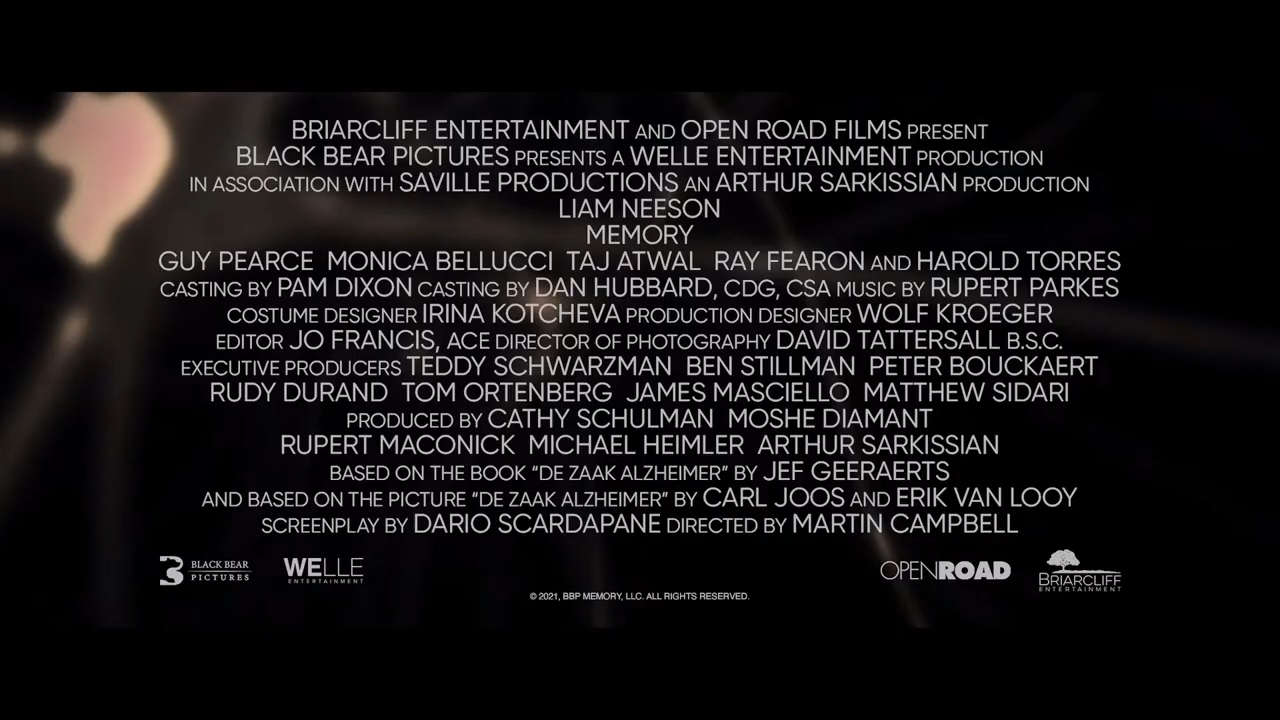 BRIARCLIFF ENTERTAINMENT AND OPEN ROAD FILMS PRESENT
BLACK BEAR PICTURES PRESENTS A WELLE ENTERTAINMENT PRODUCTION
IN ASSOCIATION WITH SAVILLE PRODUCTIONS AN ARTHUR SARKISSIAN PRODUCTION
LIAM NEESON
MEMORY
GUY PEARCE MONICA BELLUCCI TAJ ATWAL RAY FEARON AND HAROLD TORRES
CASTING BY PAM DIXON CASTING BY DAN HUBBARD, CDG, CSA MUSIC BY RUPERT PARKES
COSTUME DESIGNER IRINA KOTCHEVA PRODUCTION DESIGNER WOLF KROEGER
EDITOR JO FRANCIS, ACE DIRECTOR OF PHOTOGRAPHY DAVID TATTERSALL B.S.C.
EXECUTIVE PRODUCERS TEDDY SCHWARZMAN BEN STILLMAN PETER BOUCKAERT
RUDY DURAND TOM ORTENBERG JAMES MASCIELLO MATTHEW SIDARI
PRODUCED BY CATHY SCHULMAN MOSHE DIAMANT
RUPERT MACONICK MICHAEL HEIMLER ARTHUR SARKISSIAN
BASED ON THE BOOK “DE ZAAK ALZHEIMER” BY JEF GEERAERTS
AND BASED ON THE PICTURE “DE ZAAK ALZHEIMER” BY CARL JOOS AND ERIK VAN LOOY
SCREENPLAY BY DARIO SCARDAPANE DIRECTED BY MARTIN CAMPBELL
BLACK BEAR
PICTURES
WELLE
ENTERTAINMENT
OPENROAD
BRIARCLIFF
ENTERTAINMENT
© 2021, BBP MEMORY, LLC. ALL RIGHTS RESERVED.